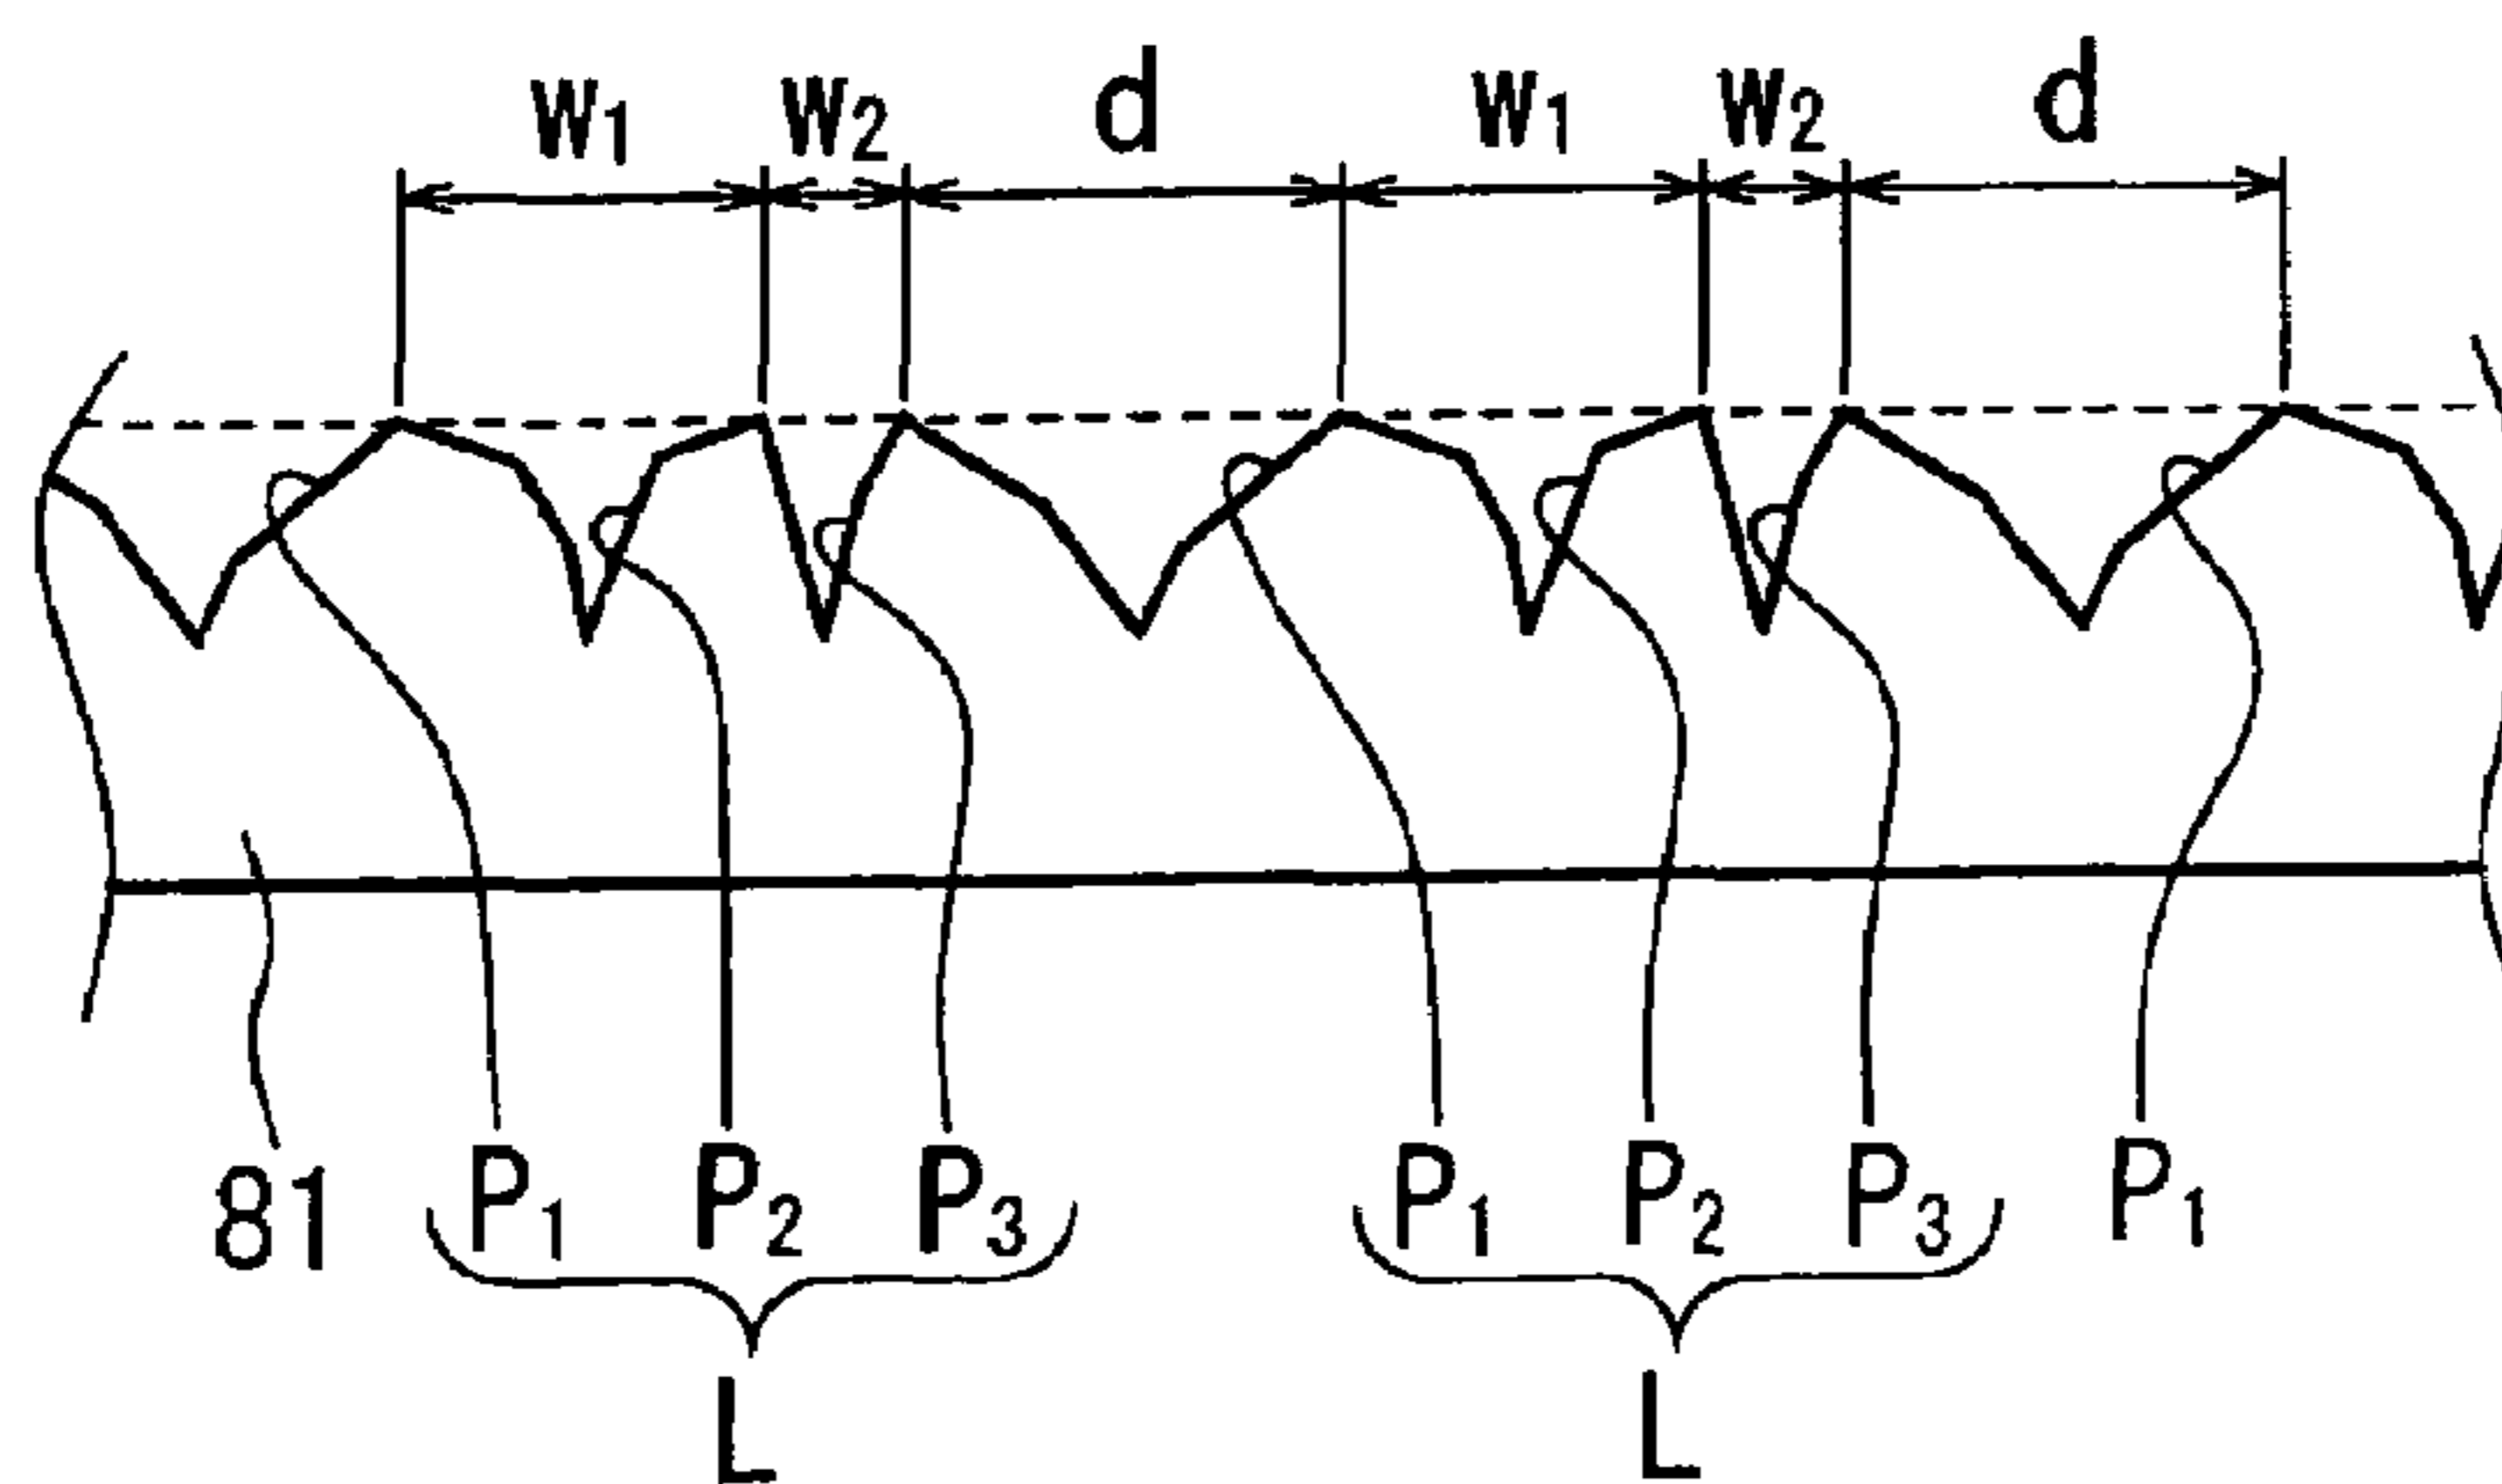 w₁ w₂ d w₁ w₂ d
81 P₁ P₂ P₃ P₁ P₂ P₃ P₁
L L